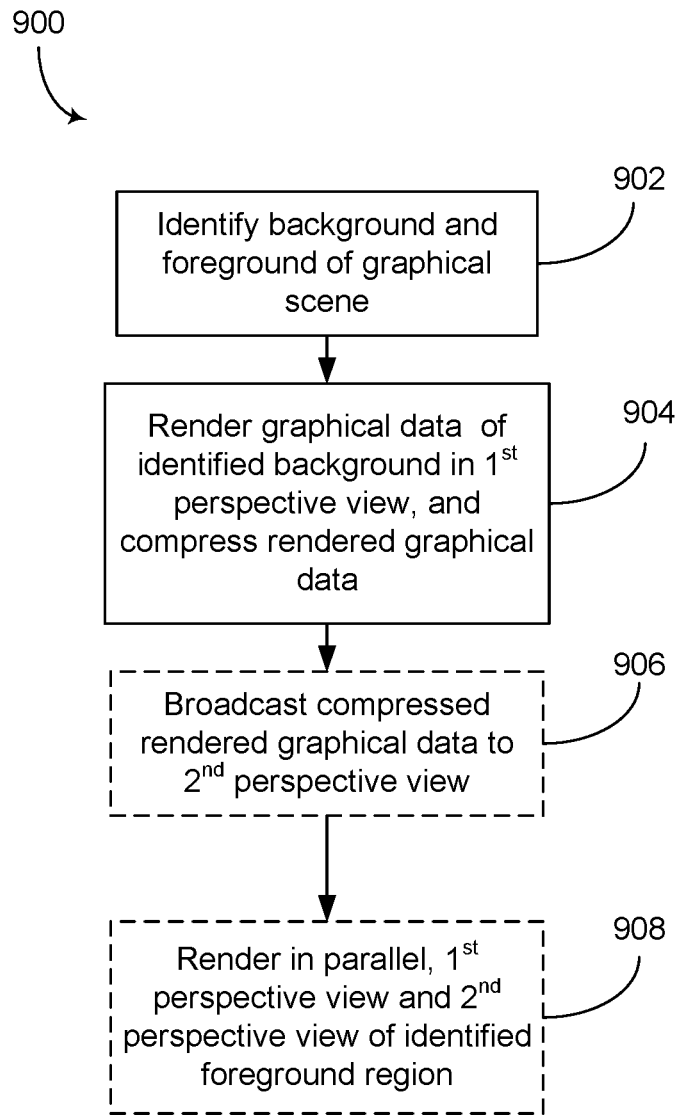 900
902
Identify background and
foreground of graphical
scene
904
Render graphical data of
identified background in 1st
perspective view, and
compress rendered graphical
data
906
Broadcast compressed
rendered graphical data to
2nd perspective view
908
Render in parallel, 1st
perspective view and 2nd
perspective view of identified
foreground region